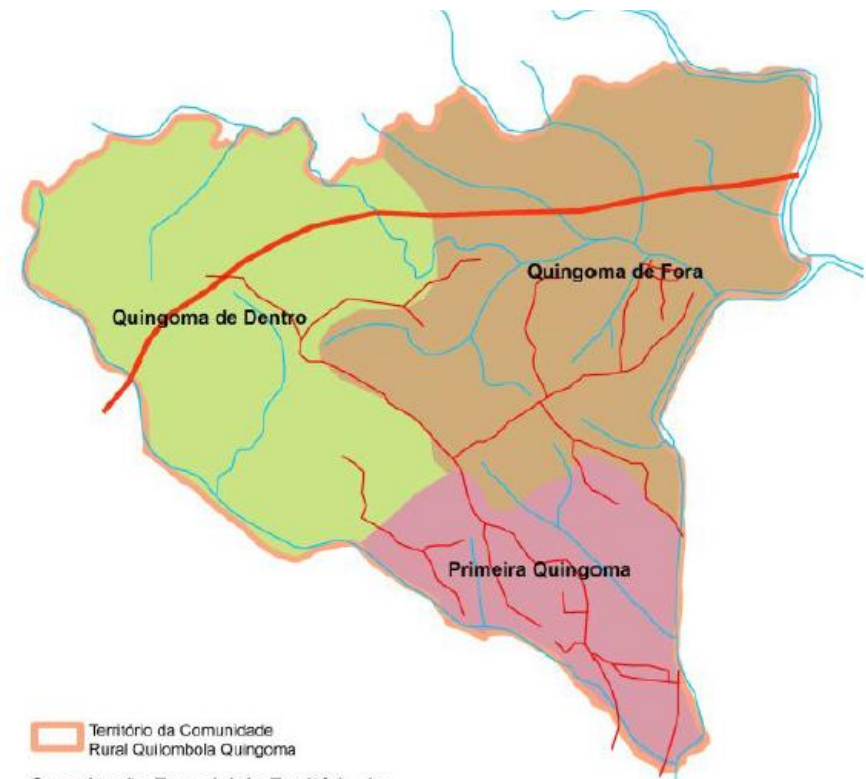 Quingoma de Fora
Quingoma de Dentro
Primeira Quingoma
Território da Comunidade
Rural Quilombola Quingoma